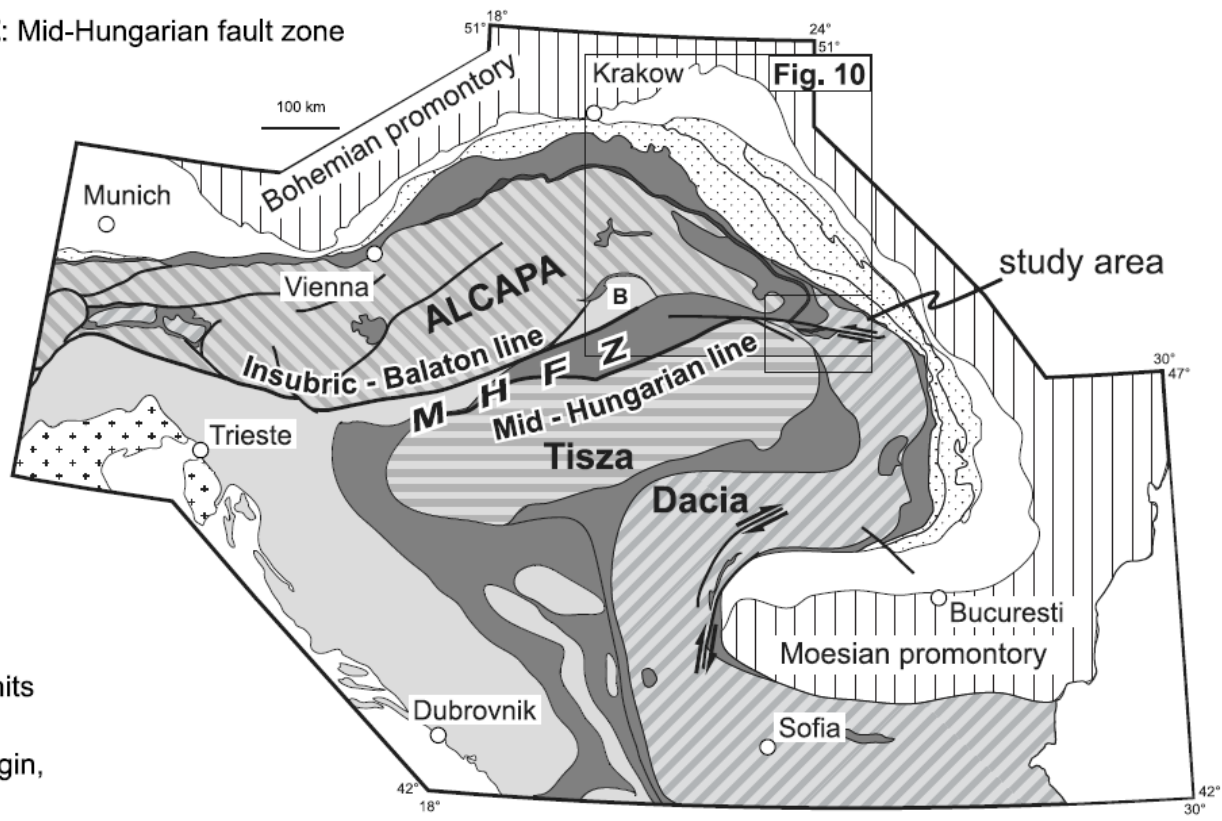 : Mid-Hungarian fault zone
18°
51°
24°
51°
Krakow
Fig. 10
100 km
Bohemian promontory
Munich
study area
Vienna
ALCAPA
B
Insubric - Balaton line
M H F Z
Mid - Hungarian line
30°
47°
Trieste
Tisza
Dacia
Bucuresti
Moesian promontory
nits
Dubrovnik
Sofia
gin,
42°
18°
42°
30°